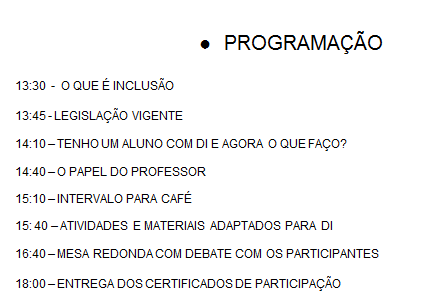 ● PROGRAMAÇÃO
13:30 - O QUE É INCLUSÃO
13:45 - LEGISLAÇÃO VIGENTE
14:10 – TENHO UM ALUNO COM DI E AGORA O QUE FAÇO?
14:40 – O PAPEL DO PROFESSOR
15:10 – INTERVALO PARA CAFÉ
15: 40 – ATIVIDADES E MATERIAIS ADAPTADOS PARA DI
16:40 – MESA REDONDA COM DEBATE COM OS PARTICIPANTES
18:00 – ENTREGA DOS CERTIFICADOS DE PARTICIPAÇÃO